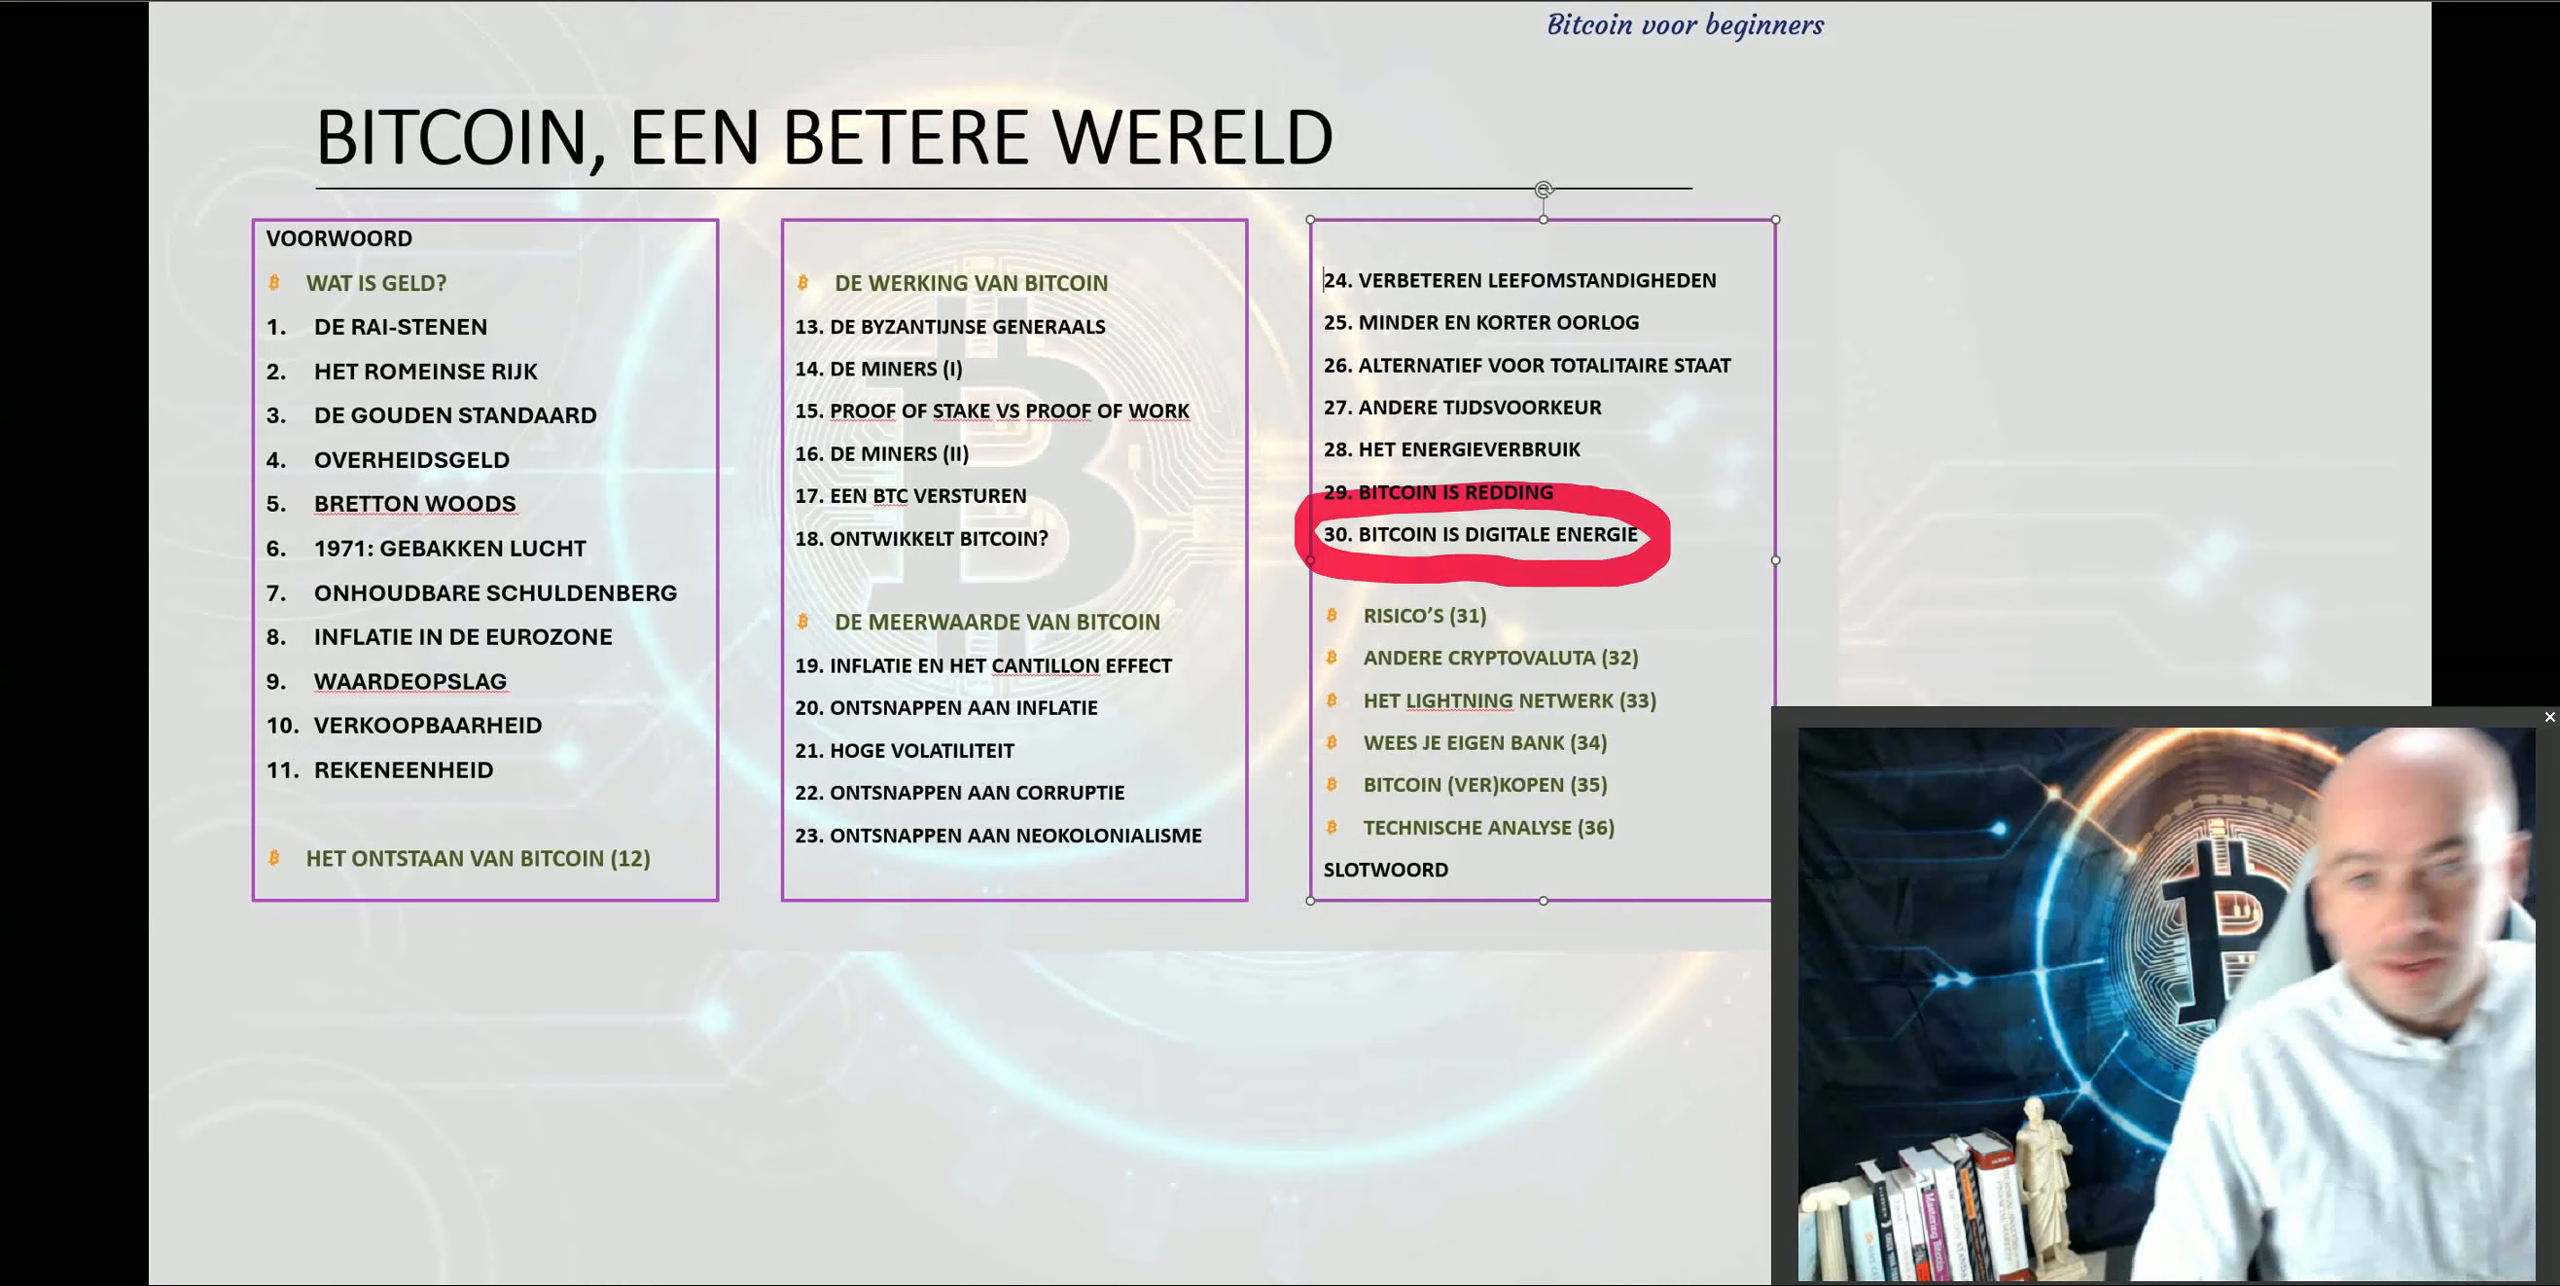 Bitcoin voor beginners
BITCOIN, EEN BETERE WERELD
VOORWOORD
WAT IS GELD?
1. DE RAI-STENEN
2. HET ROMEINSE RIJK
3. DE GOUDEN STANDAARD
4. OVERHEIDSGELD
5. BRETTON WOODS
6. 1971: GEBAKKEN LUCHT
7. ONHOUDBARE SCHULDENBERG
8. INFLATIE IN DE EUROZONE
9. WAARDEOPSLAG
10. VERKOOPBAARHEID
11. REKENEENHEID
HET ONTSTAAN VAN BITCOIN (12)
DE WERKING VAN BITCOIN
13. DE BYZANTIJNSE GENERAALS
14. DE MINERS (I)
15. PROOF OF STAKE VS PROOF OF WORK
16. DE MINERS (II)
17. EEN BTC VERSTUREN
18. ONTWIKKELT BITCOIN?
DE MEERWAARDE VAN BITCOIN
19. INFLATIE EN HET CANTILLON EFFECT
20. ONTSNAPPEN AAN INFLATIE
21. HOGE VOLATILITEIT
22. ONTSNAPPEN AAN CORRUPTIE
23. ONTSNAPPEN AAN NEOKOLONIALISME
24. VERBETEREN LEEFOMSTANDIGHEDEN
25. MINDER EN KORTER OORLOG
26. ALTERNATIEF VOOR TOTALITAIRE STAAT
27. ANDERE TIJDSVOORKEUR
28. HET ENERGIEVERBRUIK
29. BITCOIN IS REDDING
30. BITCOIN IS DIGITALE ENERGIE
RISICO'S (31)
ANDERE CRYPTOVALUTA (32)
HET LIGHTNING NETWERK (33)
WEES JE EIGEN BANK (34)
BITCOIN (VER)KOPEN (35)
TECHNISCHE ANALYSE (36)
SLOTWOORD